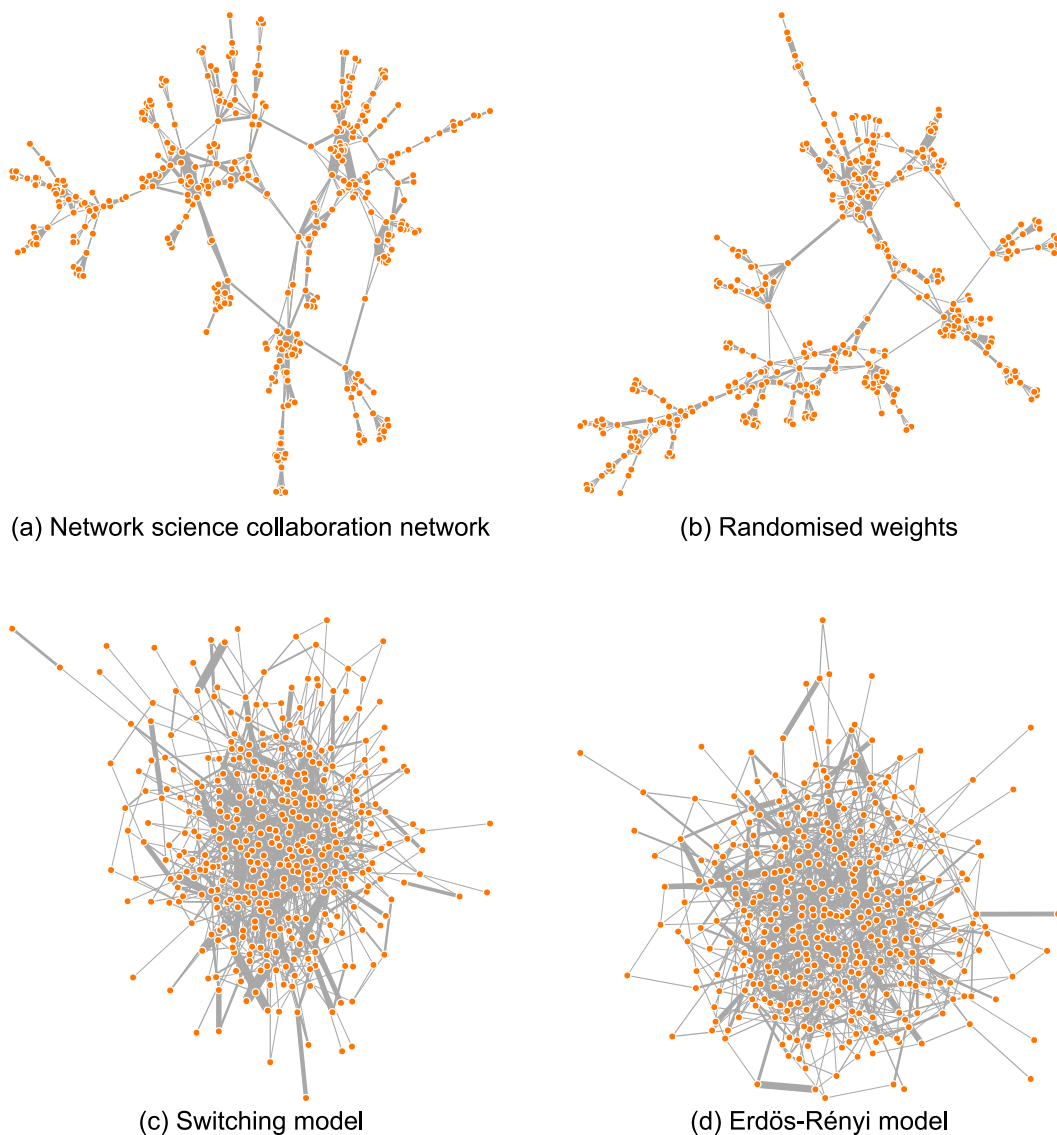 (a) Network science collaboration network
(b) Randomised weights
(c) Switching model
(d) Erdös-Rényi model